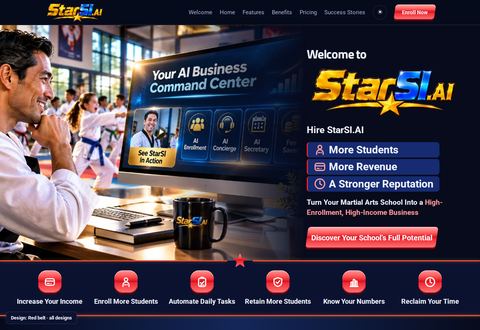 StarSI.AI
Welcome Home Features Benefits Pricing Success Stories Enroll Now
Your AI Business
Command Center
See StarSI
In Action
AI
Enrollment
AI
Concierge
AI
Secretary
StarSI.AI
Welcome to
StarSI.AI
Hire StarSI.AI
More Students
More Revenue
A Stronger Reputation
Turn Your Martial Arts School Into a High-
Enrollment, High-Income Business
Discover Your School's Full Potential
Increase Your Income
Enroll More Students
Automate Daily Tasks
Retain More Students
Know Your Numbers
Reclaim Your Time
Design: Red belt - all designs